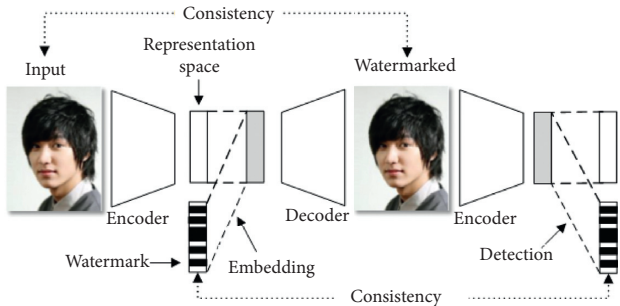 Consistency
Representation
space
Input
Watermarked
Encoder
Decoder
Encoder
Watermark
Embedding
Detection
Consistency